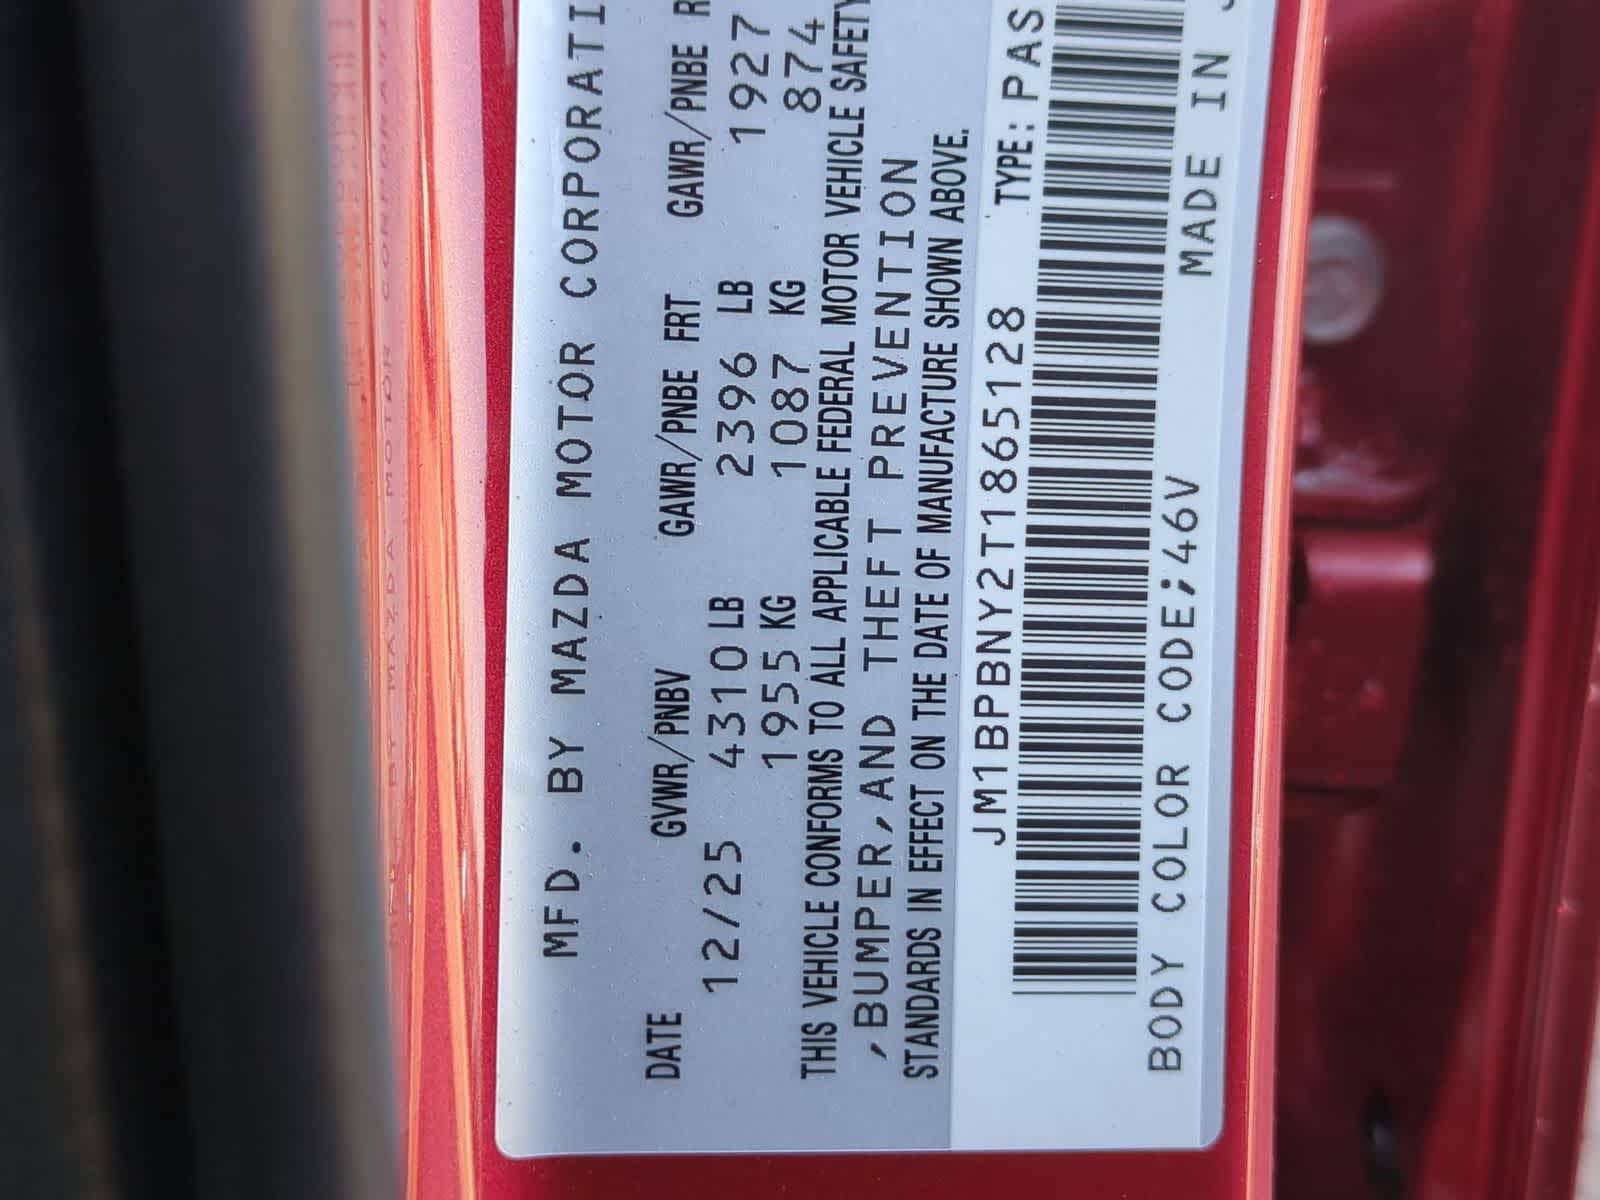 MFD. BY MAZDA MOTOR CORPORATI
DATE GVWR/PNBV GAWR/PNBE FRT GAWR/PNBE R
12/25 4310 LB 2396 LB 1927
1955 KG 1087 KG 874
THIS VEHICLE CONFORMS TO ALL APPLICABLE FEDERAL MOTOR VEHICLE SAFETY
,BUMPER,AND THEFT PREVENTION
STANDARDS IN EFFECT ON THE DATE OF MANUFACTURE SHOWN ABOVE.
JM1BPBNY2T1865128 TYPE: PAS
BODY COLOR CODE;46V MADE IN